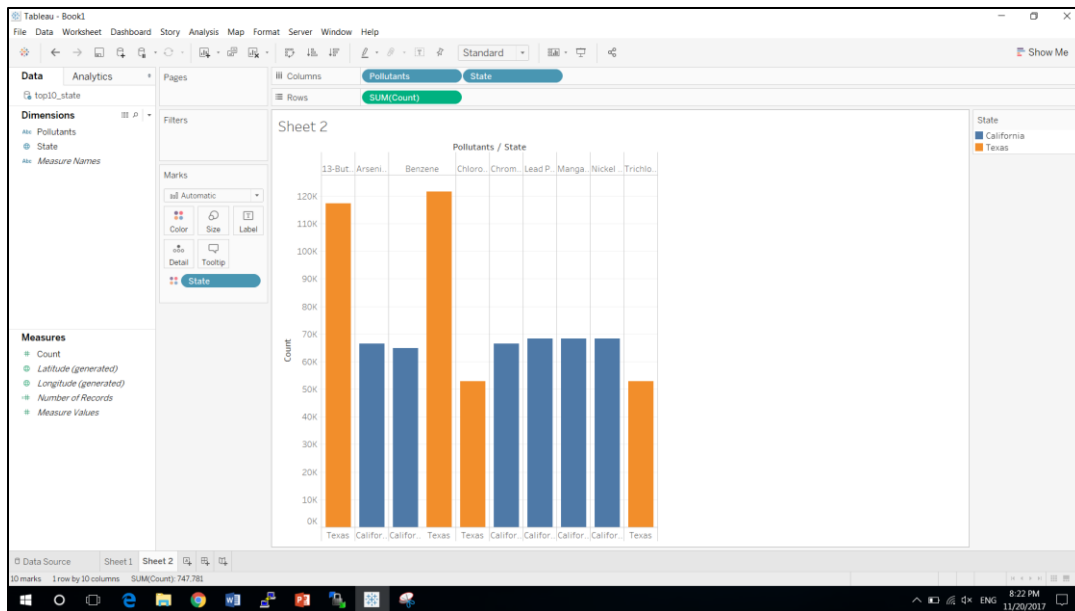 Tableau - Book1
File Data Worksheet Dashboard Story Analysis Map Format Server Window Help
Standard
Show Me
Data Analytics
Pages
Columns Pollutants State
top10_state
Rows SUM(Count)
Dimensions
Pollutants
State
Measure Names
Filters
Marks
Automatic
Color Size Label
Detail Tooltip
State
Measures
Count
Latitude (generated)
Longitude (generated)
Number of Records
Measure Values
Sheet 2
Pollutants / State
13-But.. Arseni.. Benzene Chloro.. Chrom.. Lead P.. Manga.. Nickel .. Trichlo..
120K
110K
100K
90K
80K
70K
60K
50K
40K
30K
20K
10K
0K
Count
Texas Califor.. Califor.. Texas Texas Califor.. Califor.. Califor.. Califor.. Texas
State
California
Texas
Data Source Sheet 1 Sheet 2
10 marks 1 row by 10 columns SUM(Count): 747,781
ENG
8:22 PM
11/20/2017